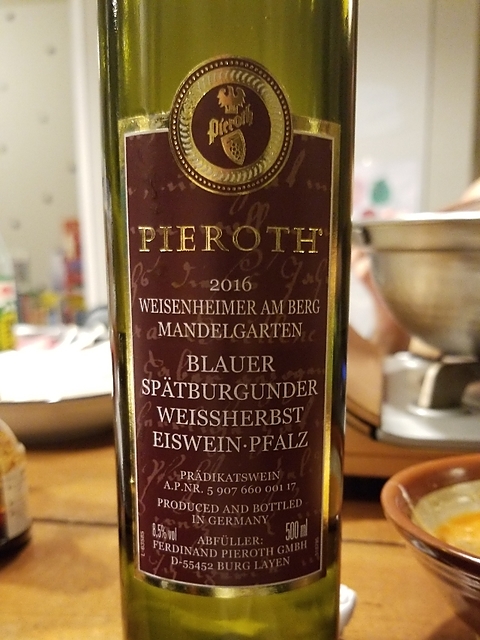 Pieroth
PIEROTH®
2016
WEISENHEIMER AM BERG
MANDELGARTEN
BLAUER
SPÄTBURGUNDER
WEISSHERBST
EISWEIN·PFALZ
PRÄDIKATSWEIN
A.P.NR. 5 907 660 001 17
PRODUCED AND BOTTLED
IN GERMANY
8,5% vol 500 ml
ABFÜLLER:
FERDINAND PIEROTH GMBH
D-55452 BURG LAYEN